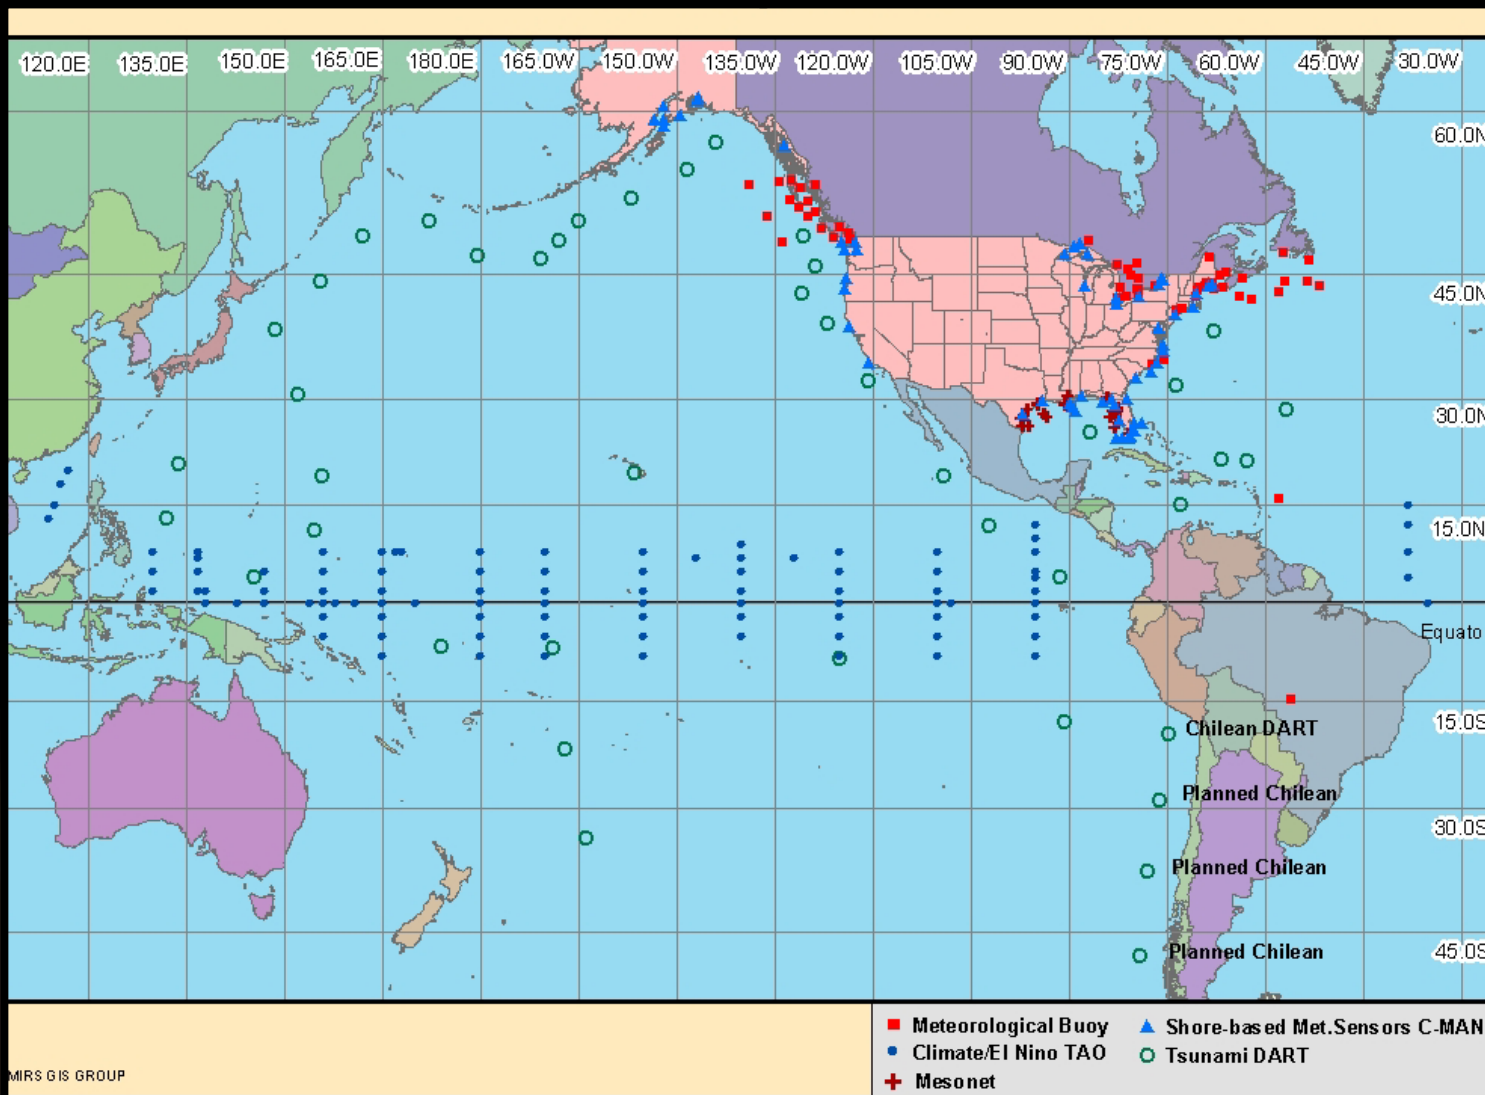 120.0E 135.0E 150.0E 165.0E 180.0E 165.0W 150.0W 135.0W 120.0W 105.0W 90.0W 75.0W 60.0W 45.0W 30.0W
60.0N
45.0N
30.0N
15.0N
Equato
15.0S
Chilean DART
Planned Chilean
30.0S
Planned Chilean
Planned Chilean
45.0S
Meteorological Buoy
Shore-based Met.Sensors C-MAN
Climate/El Nino TAO
Tsunami DART
Mesonet
MIRS GIS GROUP